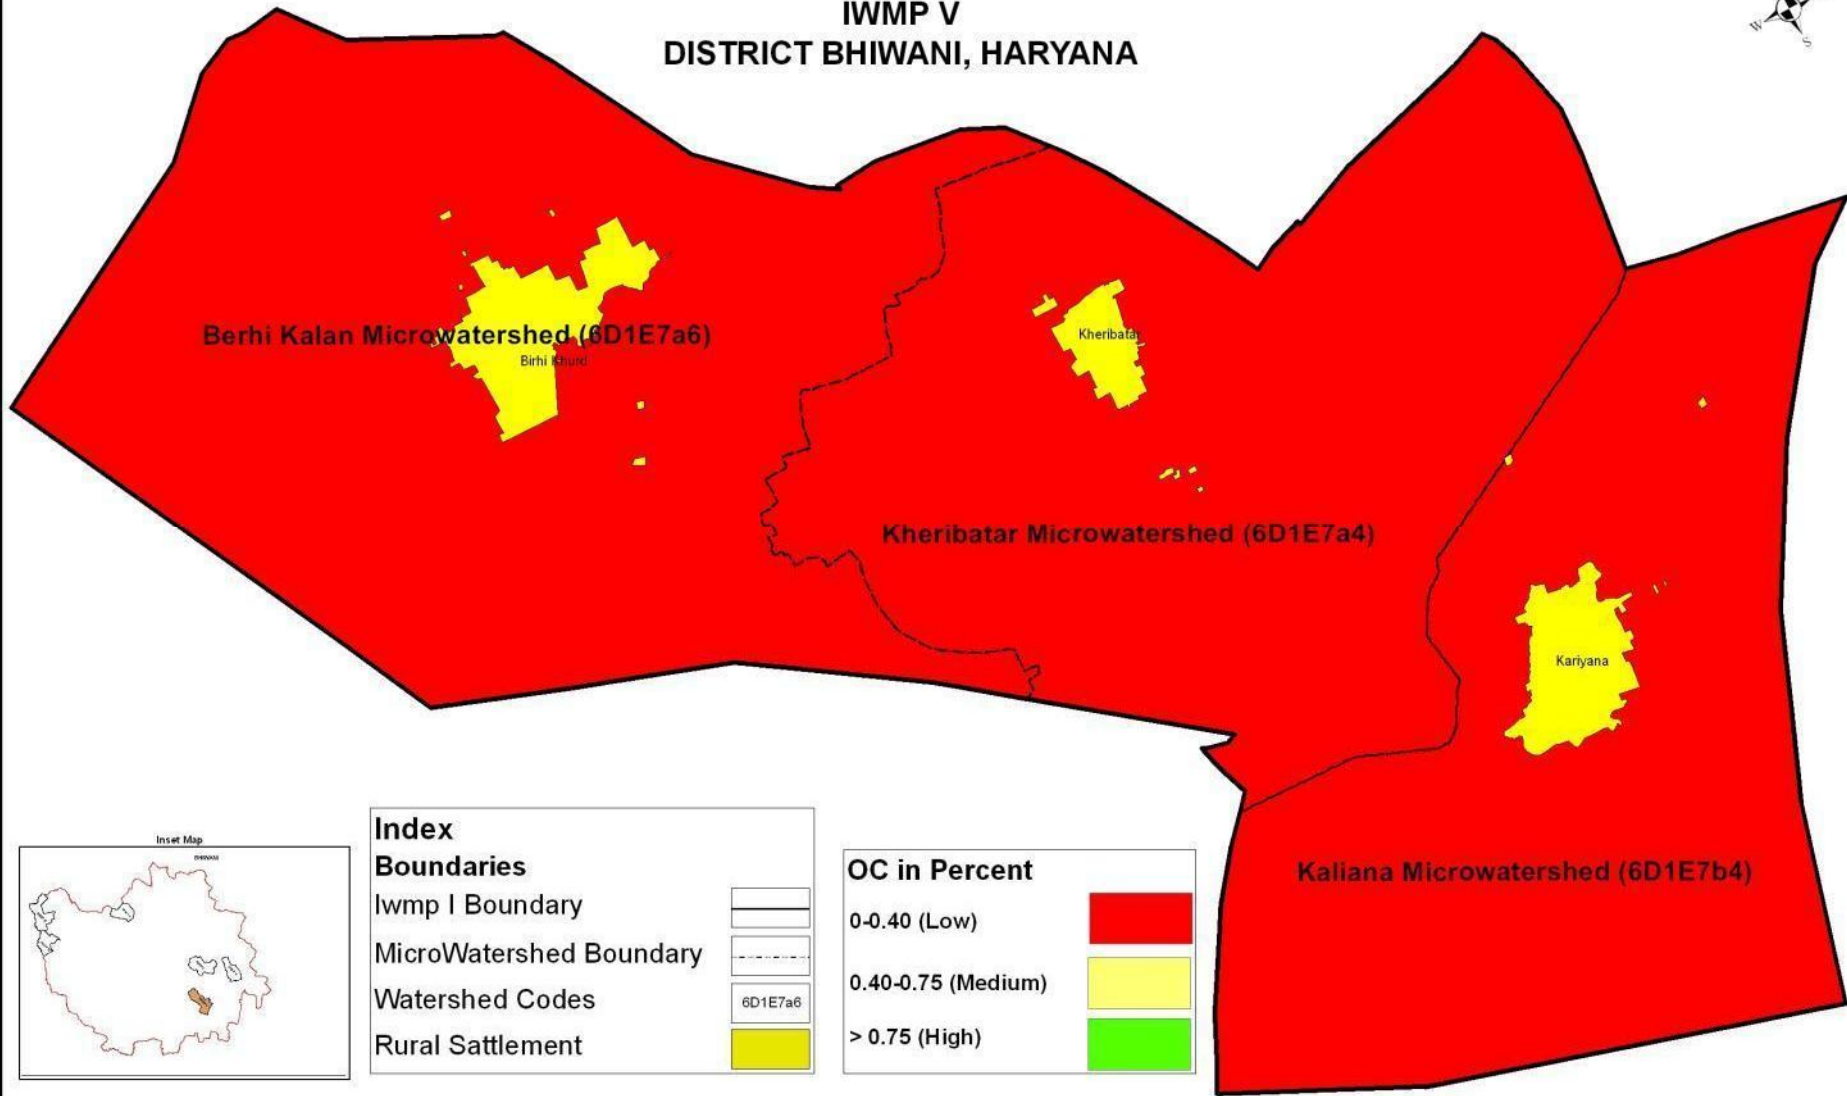 IWMP V
DISTRICT BHIWANI, HARYANA
W
S
Berhi Kalan Microwatershed (6D1E7a6)
Birhi Khurd
Kheribatar
Kheribatar Microwatershed (6D1E7a4)
Kariyana
Kaliana Microwatershed (6D1E7b4)
Inset Map
BHIWANI
Index
Boundaries
Iwmp I Boundary
MicroWatershed Boundary
Watershed Codes
6D1E7a6
Rural Sattlement
OC in Percent
0-0.40 (Low)
0.40-0.75 (Medium)
> 0.75 (High)